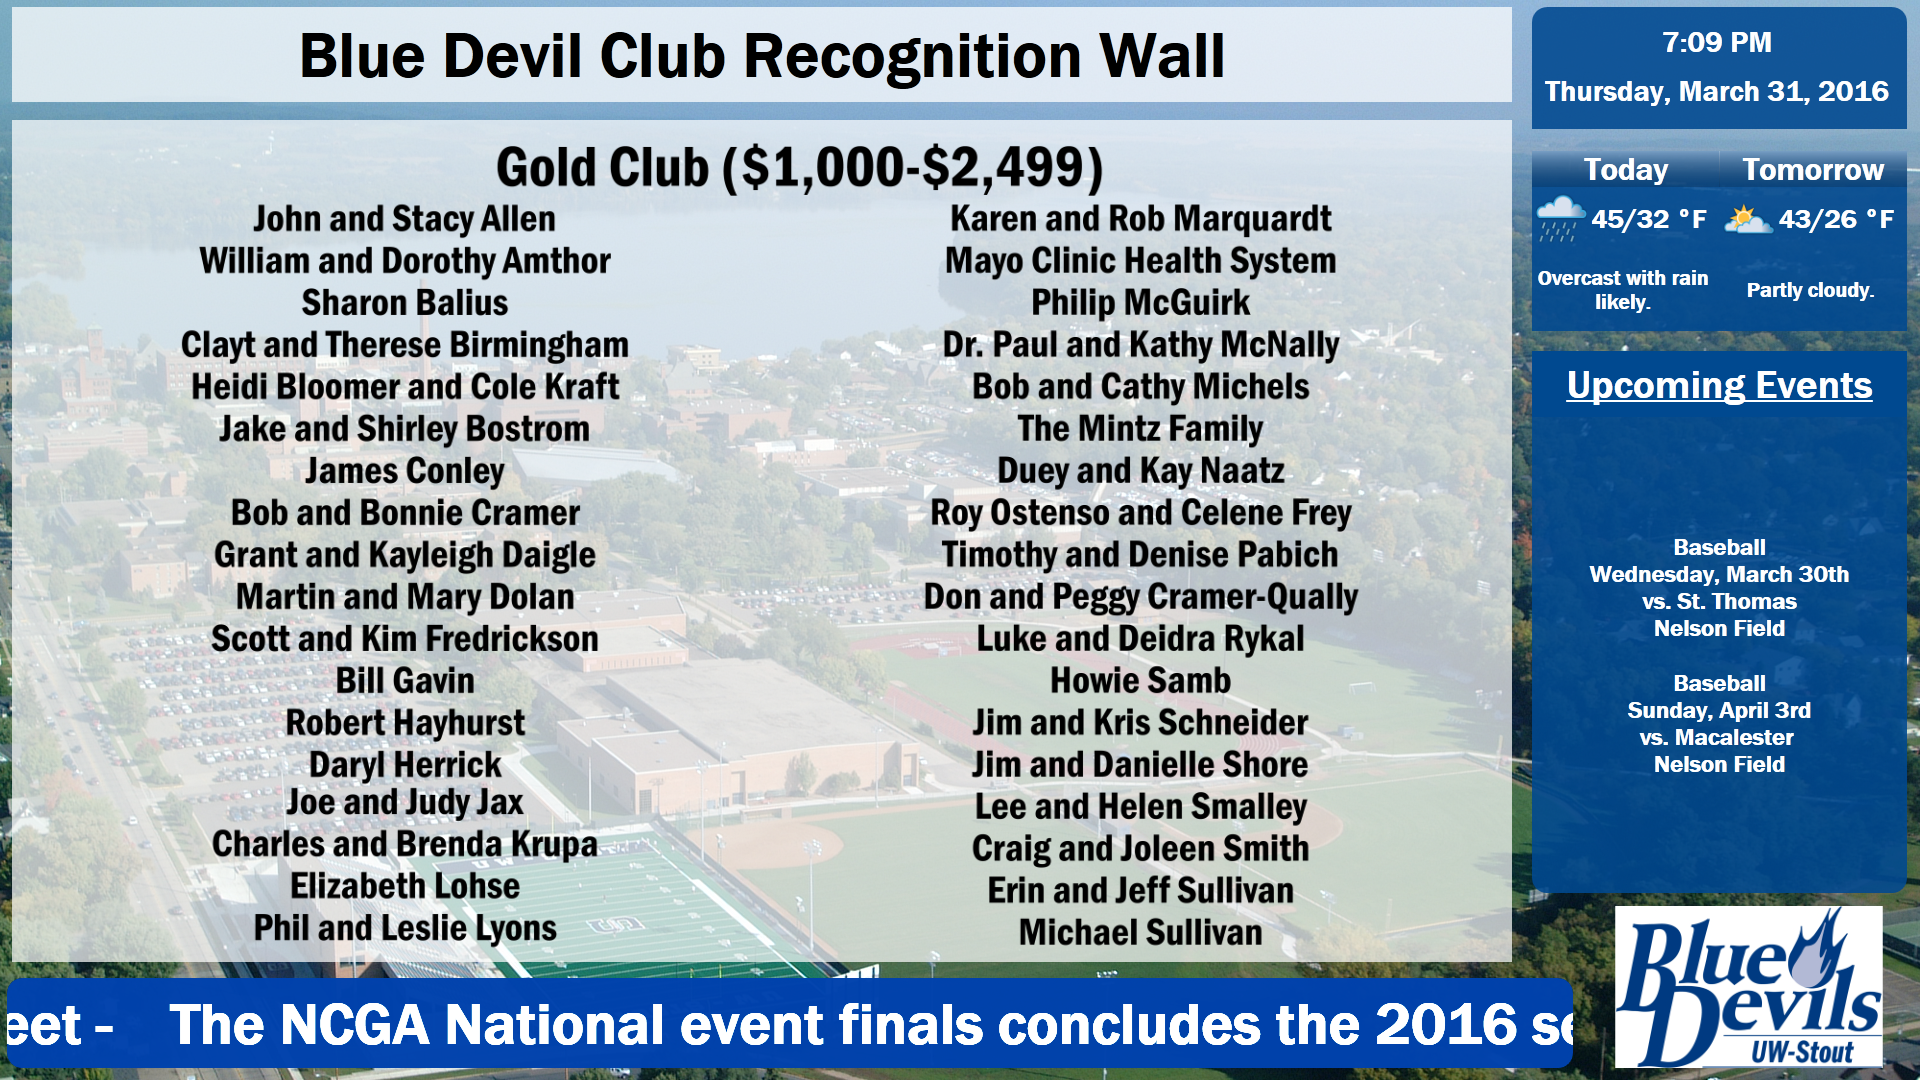 Blue Devil Club Recognition Wall
Gold Club ($1,000-$2,499)
John and Stacy Allen
William and Dorothy Amthor
Sharon Balius
Clayt and Therese Birmingham
Heidi Bloomer and Cole Kraft
Jake and Shirley Bostrom
James Conley
Bob and Bonnie Cramer
Grant and Kayleigh Daigle
Martin and Mary Dolan
Scott and Kim Fredrickson
Bill Gavin
Robert Hayhurst
Daryl Herrick
Joe and Judy Jax
Charles and Brenda Krupa
Elizabeth Lohse
Phil and Leslie Lyons
Karen and Rob Marquardt
Mayo Clinic Health System
Philip McGuirk
Dr. Paul and Kathy McNally
Bob and Cathy Michels
The Mintz Family
Duey and Kay Naatz
Roy Ostenso and Celene Frey
Timothy and Denise Pabich
Don and Peggy Cramer-Qually
Luke and Deidra Rykal
Howie Samb
Jim and Kris Schneider
Jim and Danielle Shore
Lee and Helen Smalley
Craig and Joleen Smith
Erin and Jeff Sullivan
Michael Sullivan
7:09 PM
Thursday, March 31, 2016
Today
45/32 °F
Overcast with rain
likely.
Tomorrow
43/26 °F
Partly cloudy.
Upcoming Events
Baseball
Wednesday, March 30th
vs. St. Thomas
Nelson Field
Baseball
Sunday, April 3rd
vs. Macalester
Nelson Field
eet - The NCGA National event finals concludes the 2016 se
Blue
Devils
UW-Stout